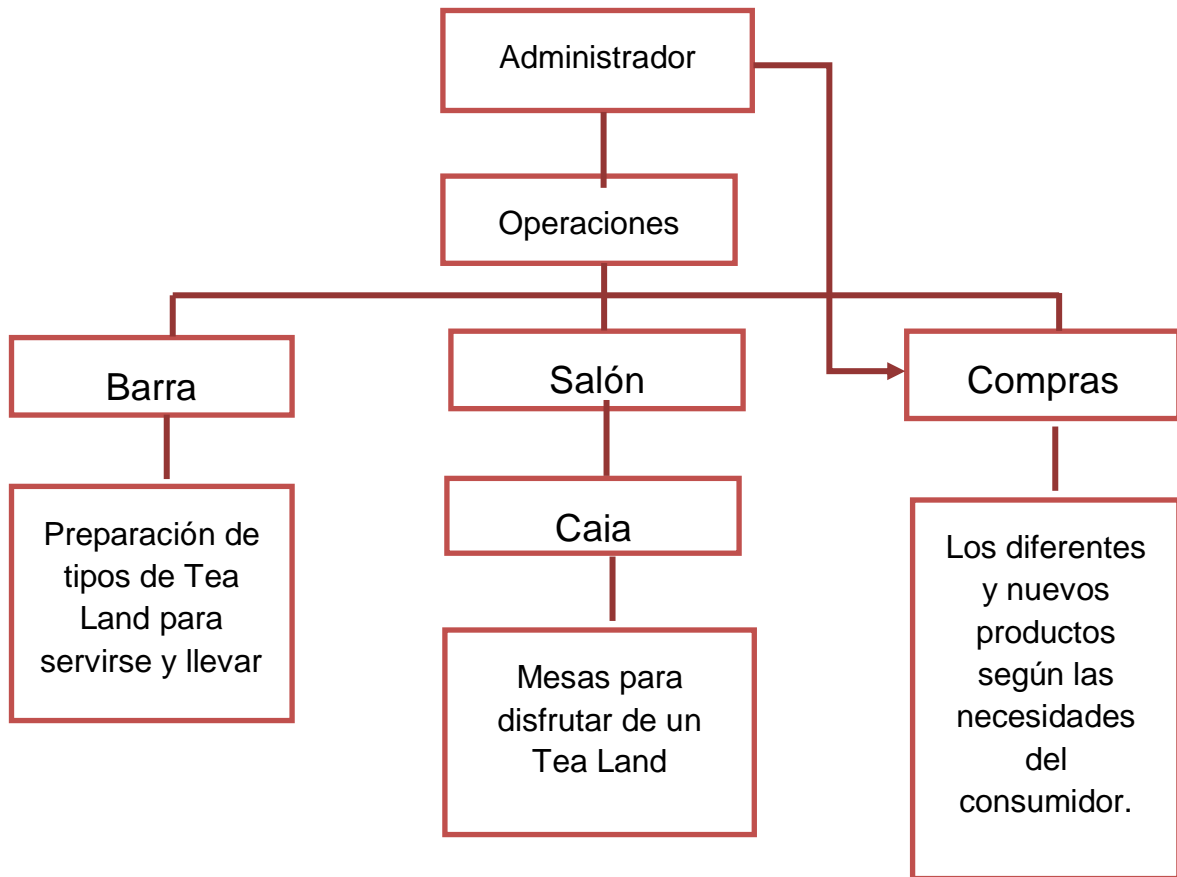 Administrador
Operaciones
Barra
Salón
Compras
Preparación de
tipos de Tea
Land para
servirse y llevar
Caia
Mesas para
disfrutar de un
Tea Land
Los diferentes
y nuevos
productos
según las
necesidades
del
consumidor.